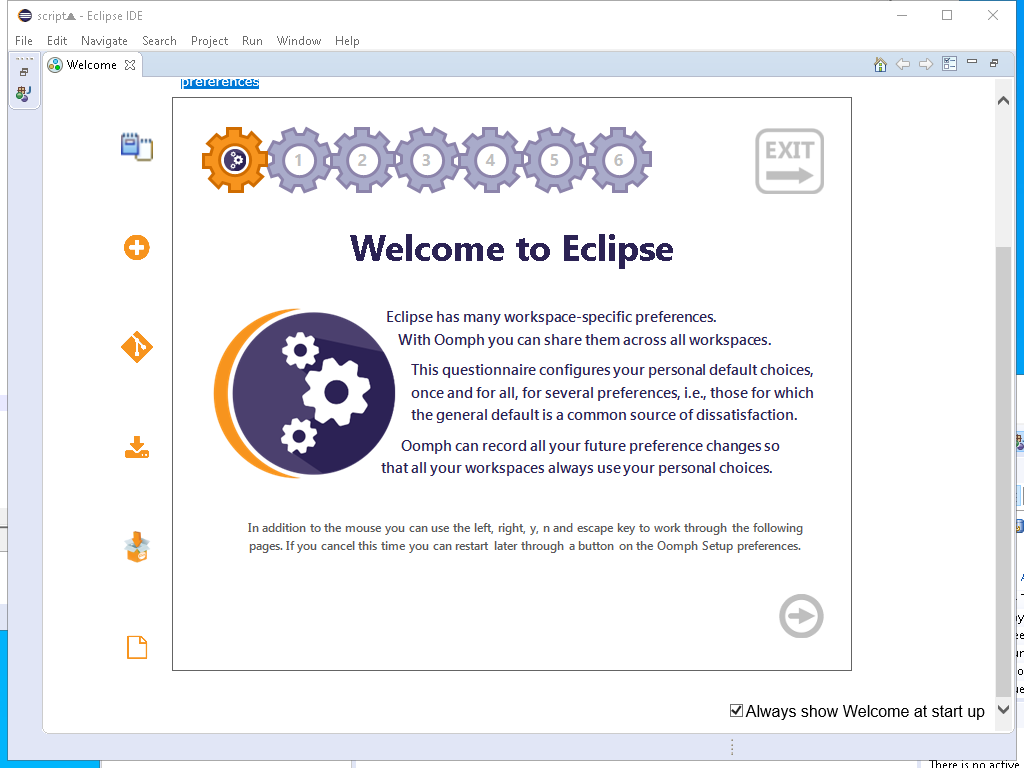 script▲ - Eclipse IDE
File Edit Navigate Search Project Run Window Help
Welcome
preferences
1 2 3 4 5 6
EXIT
Welcome to Eclipse
Eclipse has many workspace-specific preferences.
With Oomph you can share them across all workspaces.
This questionnaire configures your personal default choices,
once and for all, for several preferences, i.e., those for which
the general default is a common source of dissatisfaction.
Oomph can record all your future preference changes so
that all your workspaces always use your personal choices.
In addition to the mouse you can use the left, right, y, n and escape key to work through the following
pages. If you cancel this time you can restart later through a button on the Oomph Setup preferences.
Always show Welcome at start up
There is no active